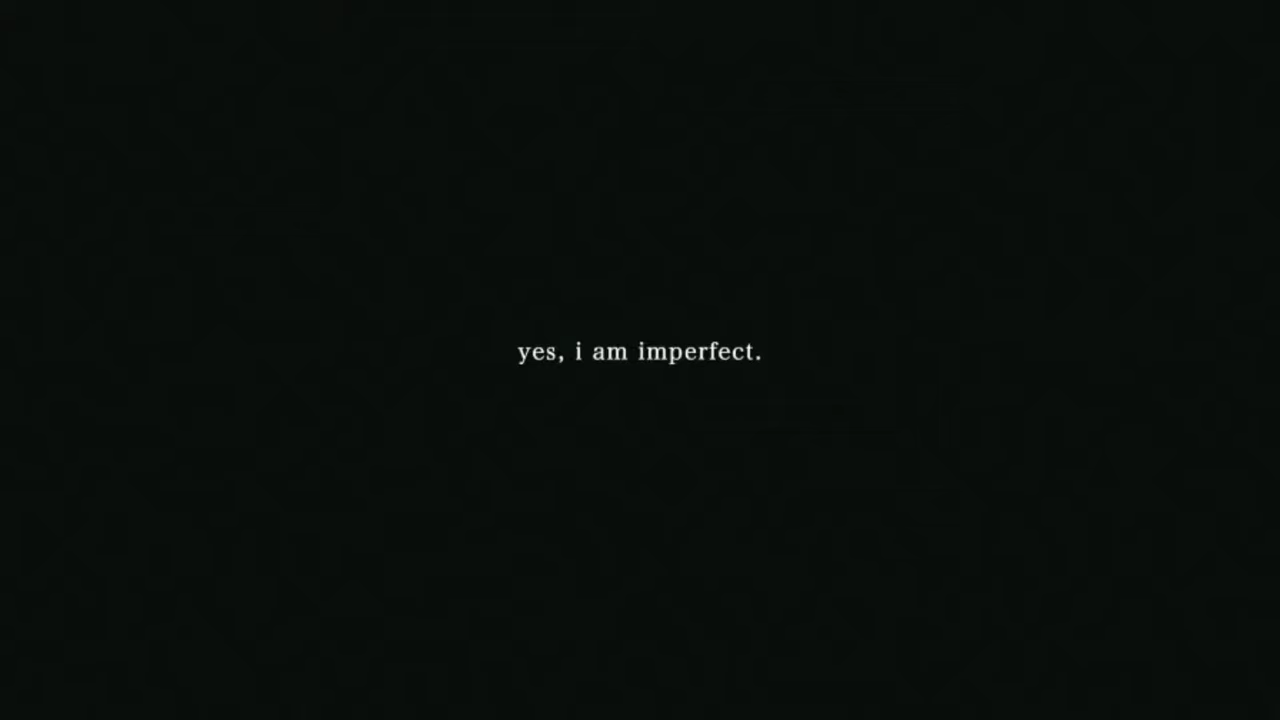 yes, i am imperfect.